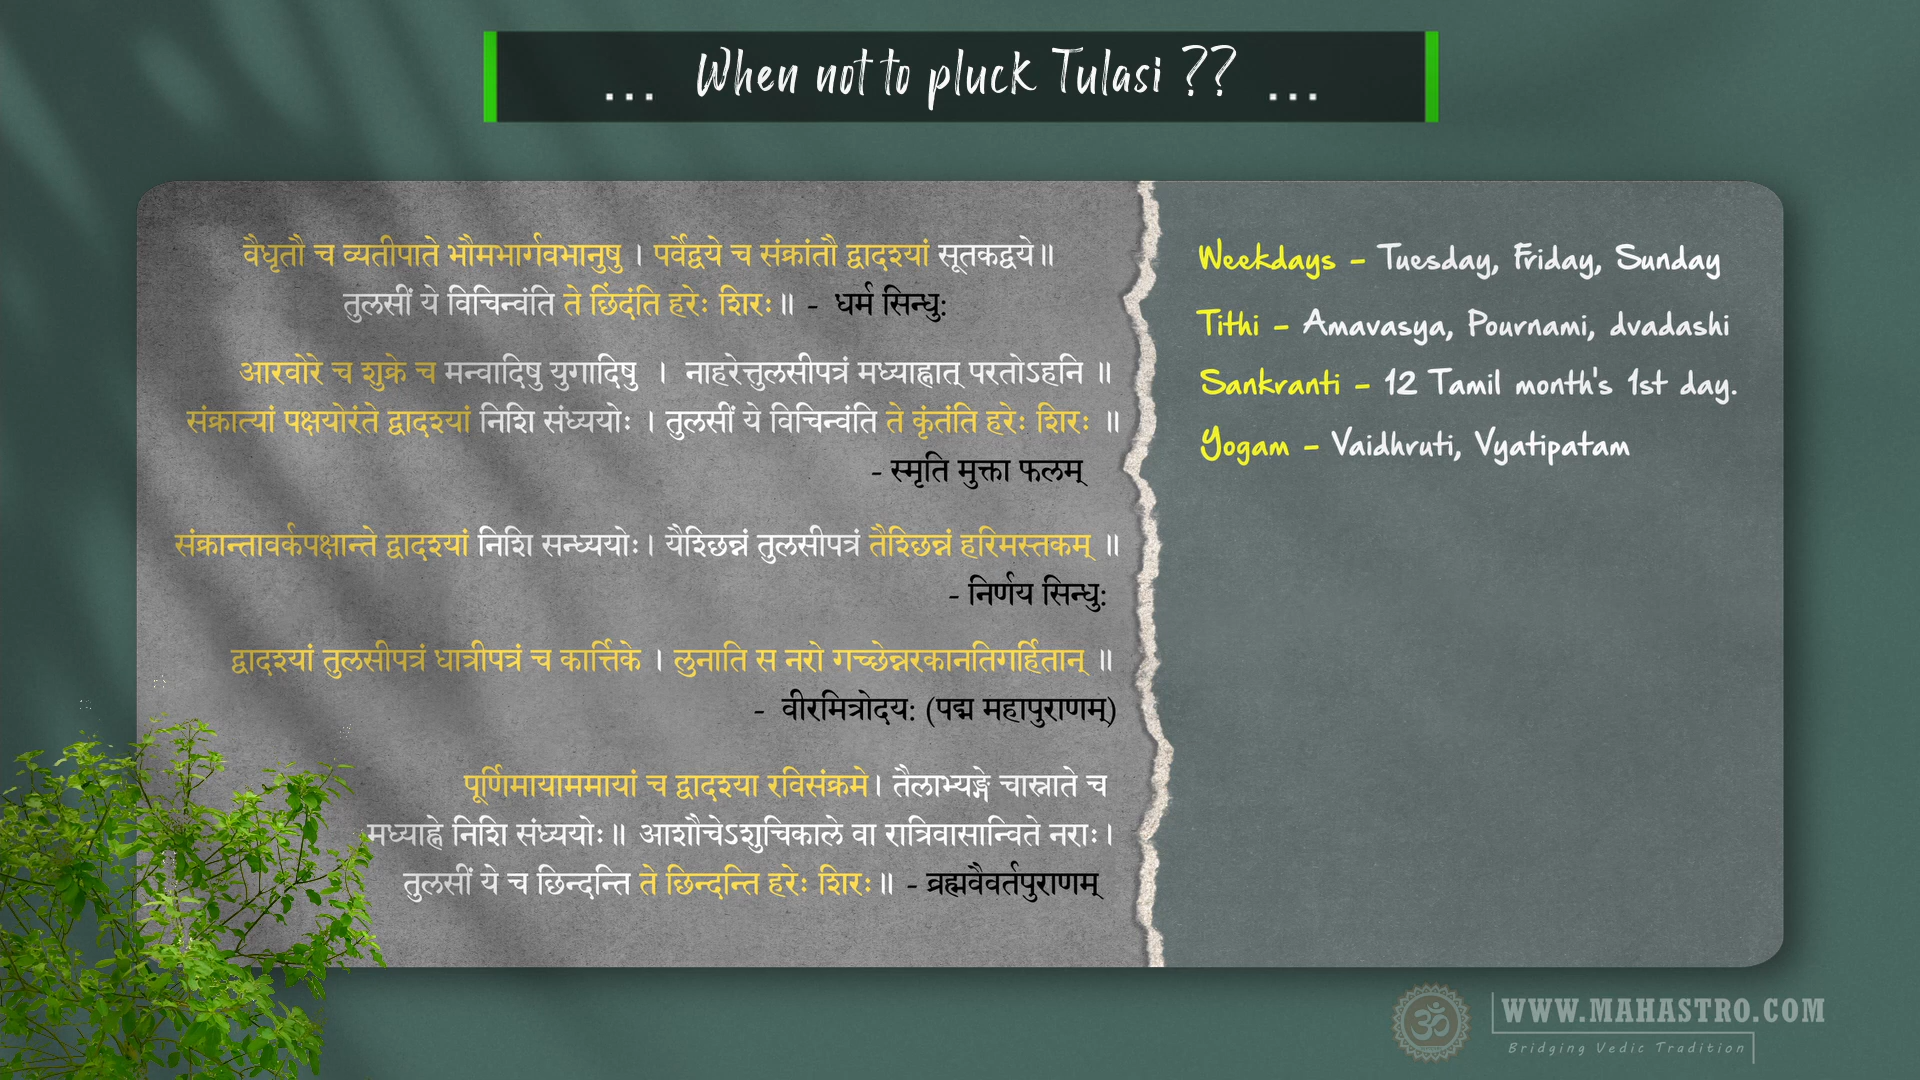 ... When not to pluck Tulasi ?? ...
वैधृतौ च व्यतीपाते भौमभार्गवभानुषु । पर्वद्वये च संक्रांतौ द्वादश्यां सूतकद्वये॥
तुलसीं ये विचिन्वंति ते छिंदंति हरेः शिरः॥ - धर्म सिन्धु:
आरवोरे च शुक्रे च मन्वादिषु युगादिषु । नाहरेत्तुलसीपत्रं मध्याह्नात् परतोऽहनि ॥
संक्रात्यां पक्षयोरंते द्वादश्यां निशि संध्ययोः । तुलसीं ये विचिन्वंति ते कृंतंति हरेः शिरः ॥
- स्मृति मुक्ता फलम्
संक्रान्तावर्कपक्षान्ते द्वादश्यां निशि सन्ध्ययोः। यैश्छिन्नं तुलसीपत्रं तैश्छिन्नं हरिमस्तकम् ॥
- निर्णय सिन्धु:
द्वादश्यां तुलसीपत्रं धात्रीपत्रं च कार्त्तिके । लुनाति स नरो गच्छेन्नरकानतिगर्हितान् ॥
- वीरमित्रोदय: (पद्म महापुराणम्)
पूर्णिमायाममायां च द्वादश्या रविसंक्रमे। तैलाभ्यङ्गे चास्नाते च
मध्याह्ने निशि संध्ययोः॥ आशौचेऽशुचिकाले वा रात्रिवासान्विते नराः।
तुलसीं ये च छिन्दन्ति ते छिन्दन्ति हरेः शिरः॥ - ब्रह्मवैवर्तपुराणम्
Weekdays - Tuesday, Friday, Sunday
Tithi - Amavasya, Pournami, dvadashi
Sankranti - 12 Tamil month's 1st day.
Yogam - Vaidhruti, Vyatipatam
ॐ
WWW.MAHASTRO.COM
Bridging Vedic Tradition